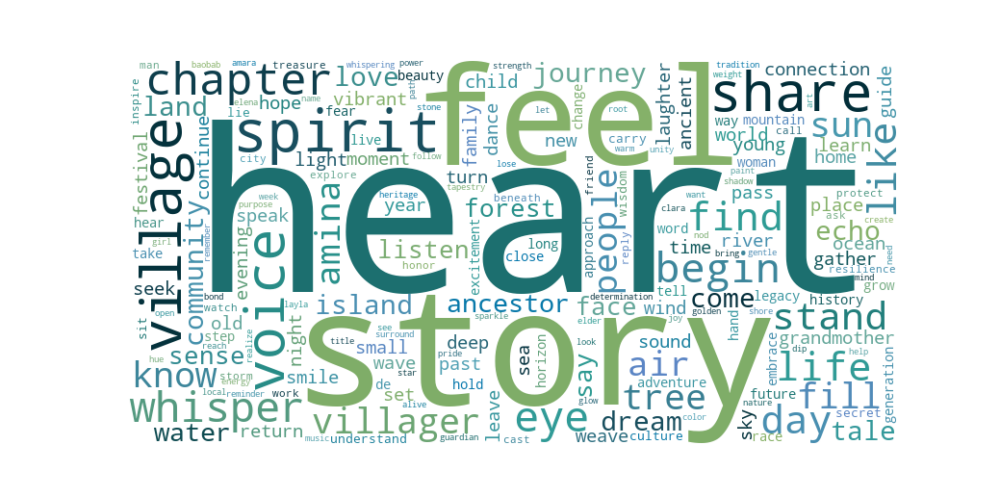 man baobab amara treasure whispering power strength tradition
chapter love beauty child journey weight connection
inspire land elena hope name vibrant path laughter ancient share guide
lie fear stone dance let change root art
festival continue spirit live family feel new carry way mountain call sun
village city light moment follow lose warm unity world young learn like
hear explore turn friend woman home
heart
take girl community remember week heritage tapestry beneath people wisdom want paint shadow pass protect
purpose speak amina year forest clara find place ask create
voice evening listen excitement long approach reply word nod time river echo ocean
seek honor close begin bring gentle gather resilience need mind
bond layla island ancestor determination tell come legacy history grow
sit open watch old night sparkle story face wind golden shore hand stand
step reach title see surround small deep sea elder joy look sound grandmother
hue sense realize pride horizon embrace dip help generation
know storm energy smile wave past say air adventure life
local reminder work star de set hold glow tree nature future fill
whisper alive leave eye dream color sky secret
water return music understand villager guardian cast weave culture race day tale